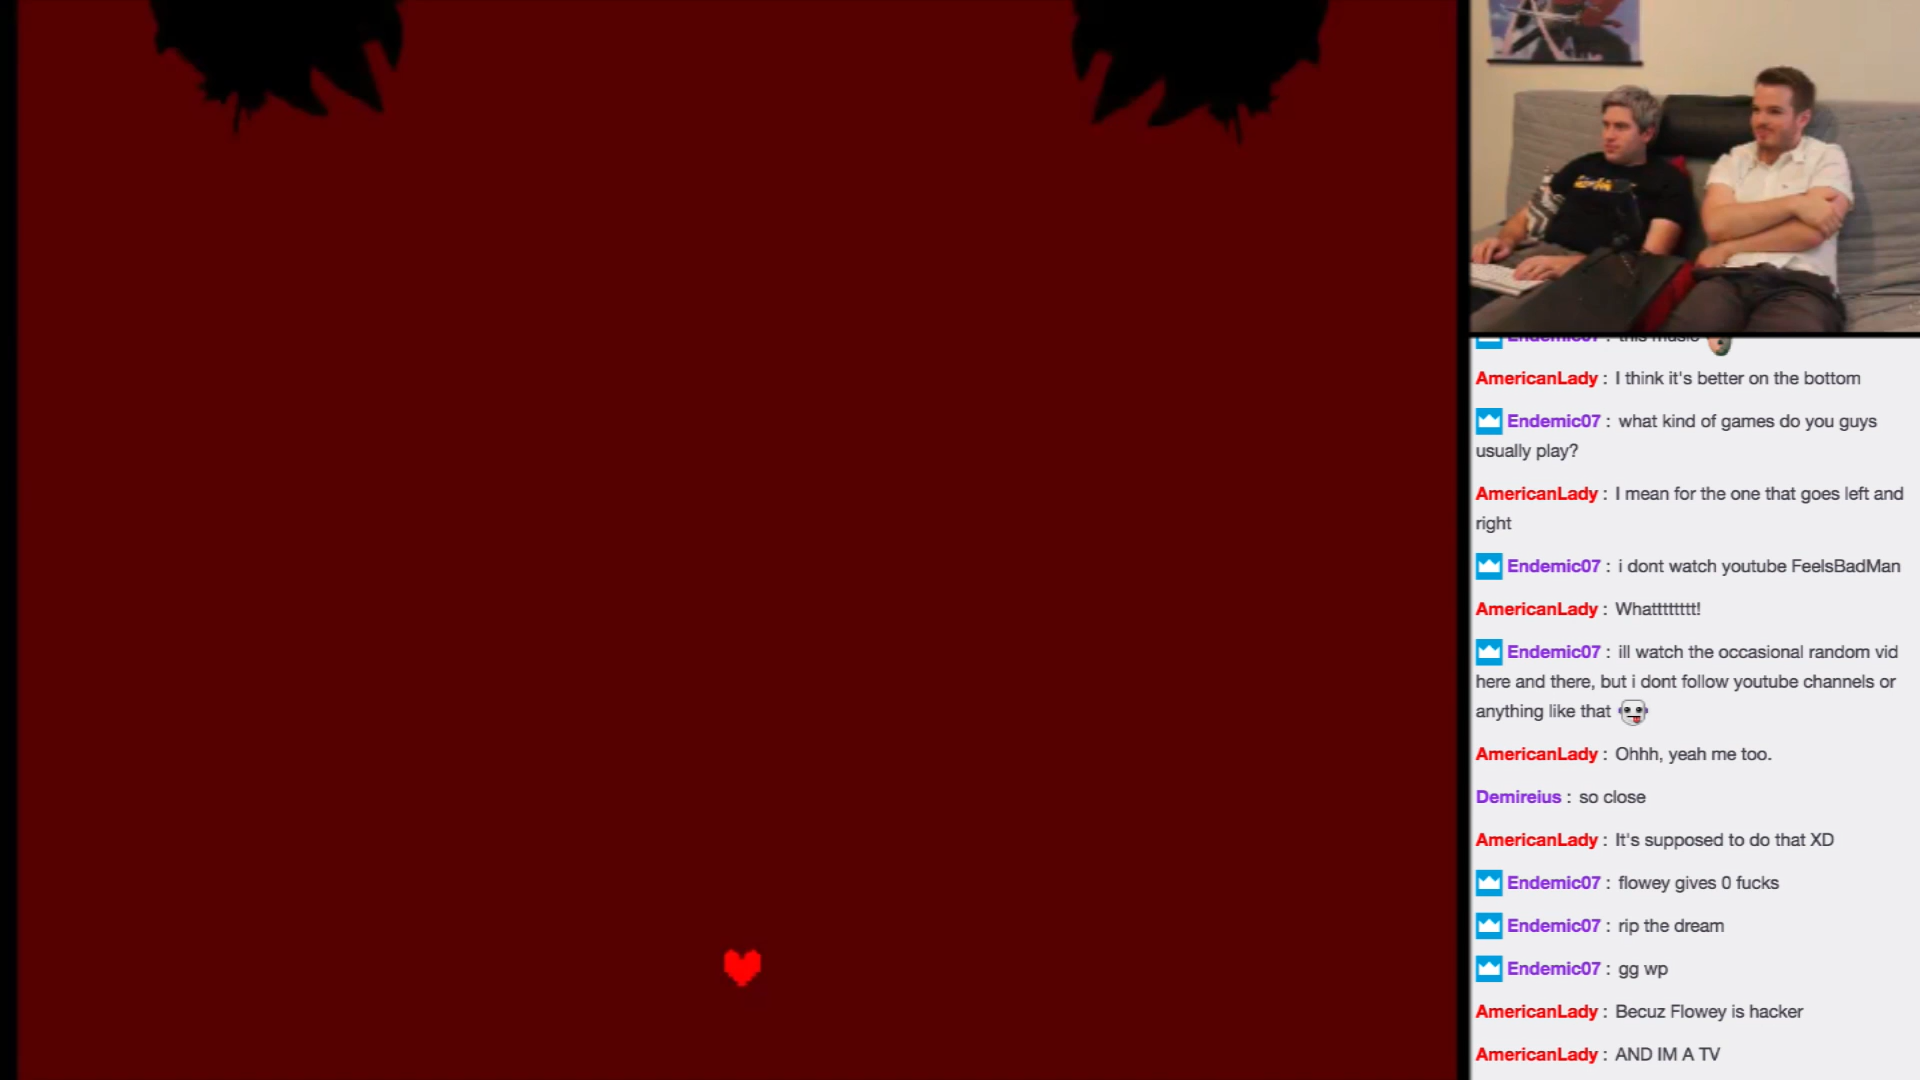 Endemic07 : this music
AmericanLady : I think it's better on the bottom
Endemic07 : what kind of games do you guys
usually play?
AmericanLady : I mean for the one that goes left and
right
Endemic07 : i dont watch youtube FeelsBadMan
AmericanLady : Whatttttttt!
Endemic07 : ill watch the occasional random vid
here and there, but i dont follow youtube channels or
anything like that
AmericanLady : Ohhh, yeah me too.
Demireius : so close
AmericanLady : It's supposed to do that XD
Endemic07 : flowey gives 0 fucks
Endemic07 : rip the dream
Endemic07 : gg wp
AmericanLady : Becuz Flowey is hacker
AmericanLady : AND IM A TV